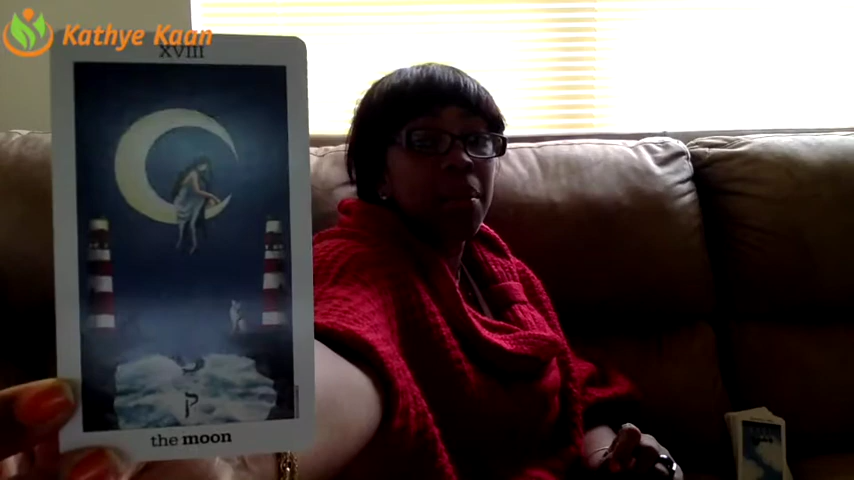 Kathye Kaan
XVIII
ק
the moon